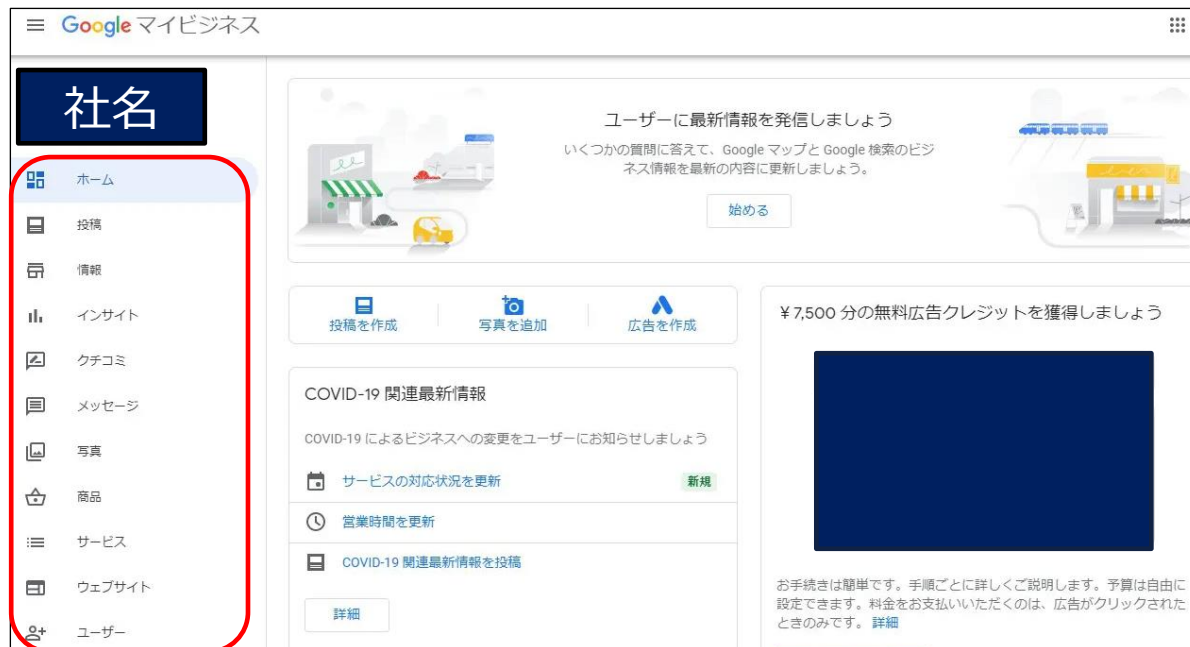 Google マイビジネス
社名
ホーム
投稿
情報
インサイト
クチコミ
メッセージ
写真
商品
サービス
ウェブサイト
ユーザー
ユーザーに最新情報を発信しましょう
いくつかの質問に答えて、Google マップと Google 検索のビジ
ネス情報を最新の内容に更新しましょう。
始める
投稿を作成
写真を追加
広告を作成
COVID-19 関連最新情報
COVID-19 によるビジネスへの変更をユーザーにお知らせしましょう
サービスの対応状況を更新
新規
営業時間を更新
COVID-19 関連最新情報を投稿
詳細
¥7,500 分の無料広告クレジットを獲得しましょう
お手続きは簡単です。手順ごとに詳しくご説明します。予算は自由に
設定できます。料金をお支払いいただくのは、広告がクリックされた
ときのみです。 詳細